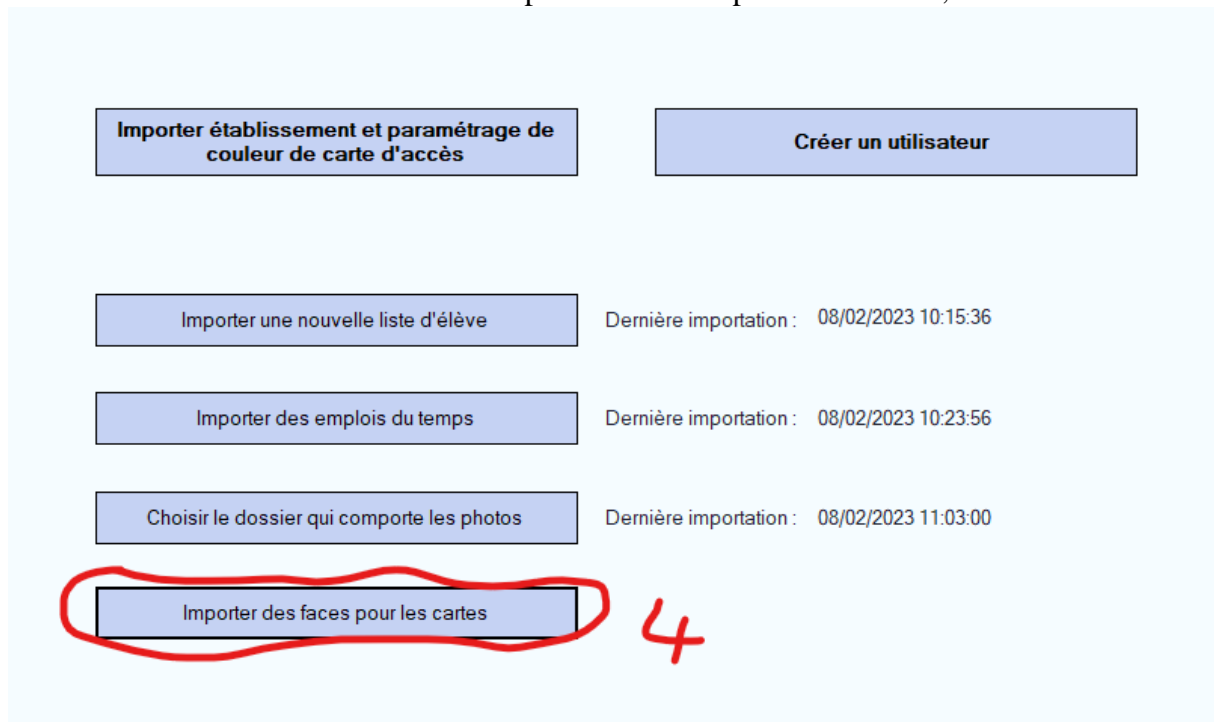 Importer établissement et paramétrage de
couleur de carte d'accès
Créer un utilisateur
Importer une nouvelle liste d'élève
Dernière importation : 08/02/2023 10:15:36
Importer des emplois du temps
Dernière importation : 08/02/2023 10:23:56
Choisir le dossier qui comporte les photos
Dernière importation : 08/02/2023 11:03:00
Importer des faces pour les cartes
4